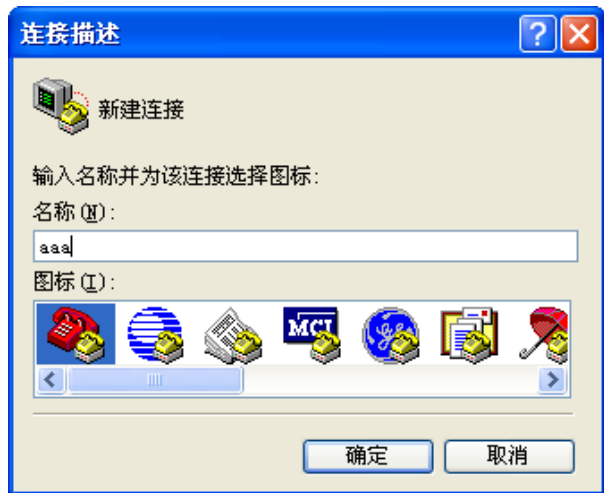 连接描述
新建连接
输入名称并为该连接选择图标:
名称(N):
aaa
图标(I):
MCI
确定
取消